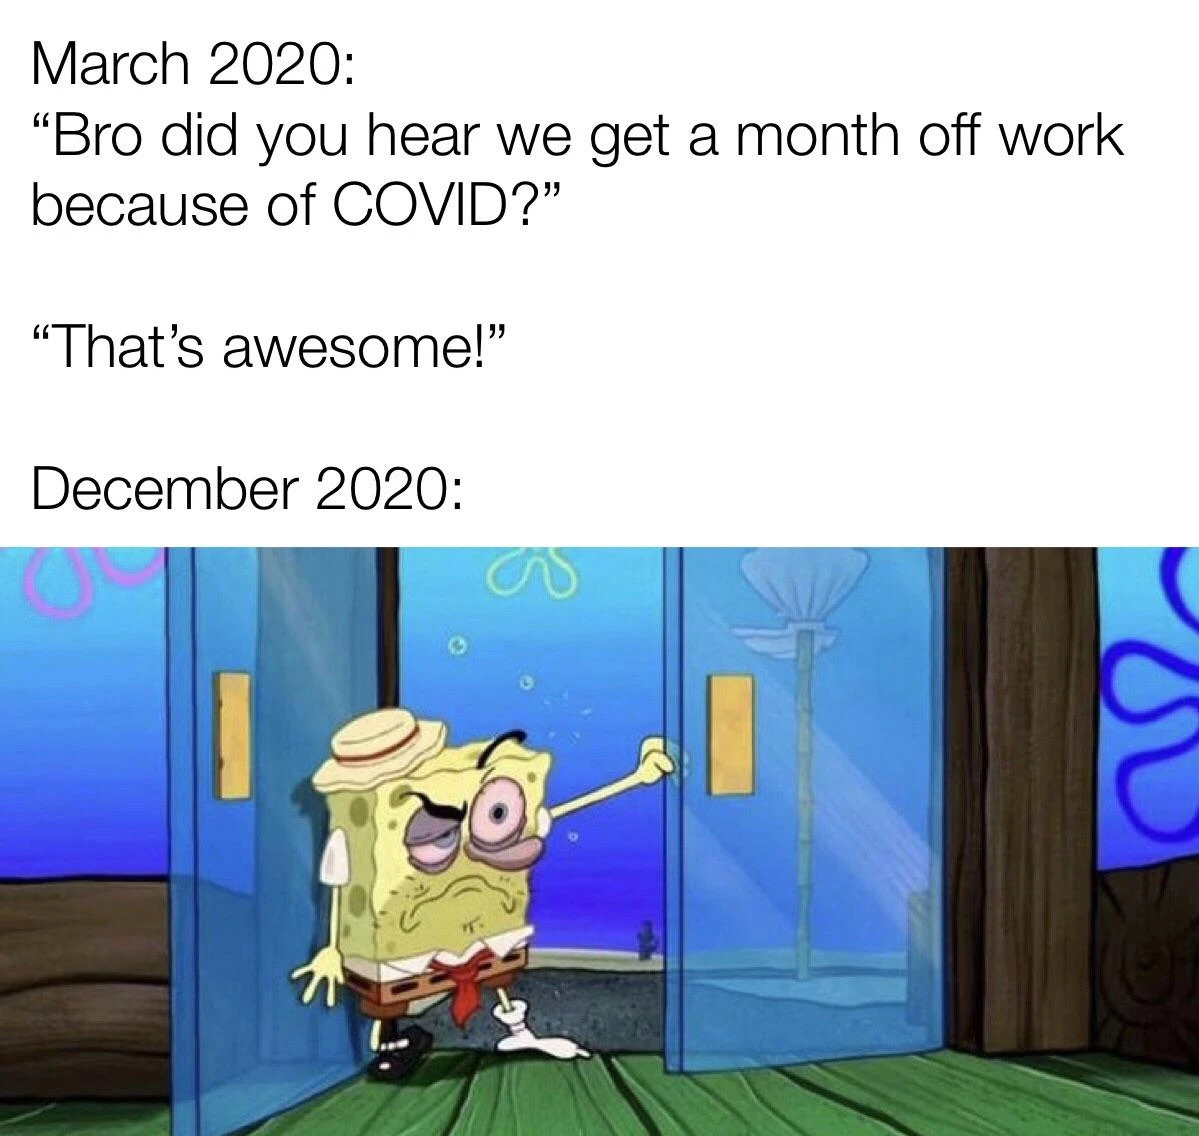 March 2020:
“Bro did you hear we get a month off work
because of COVID?”
“That’s awesome!”
December 2020: